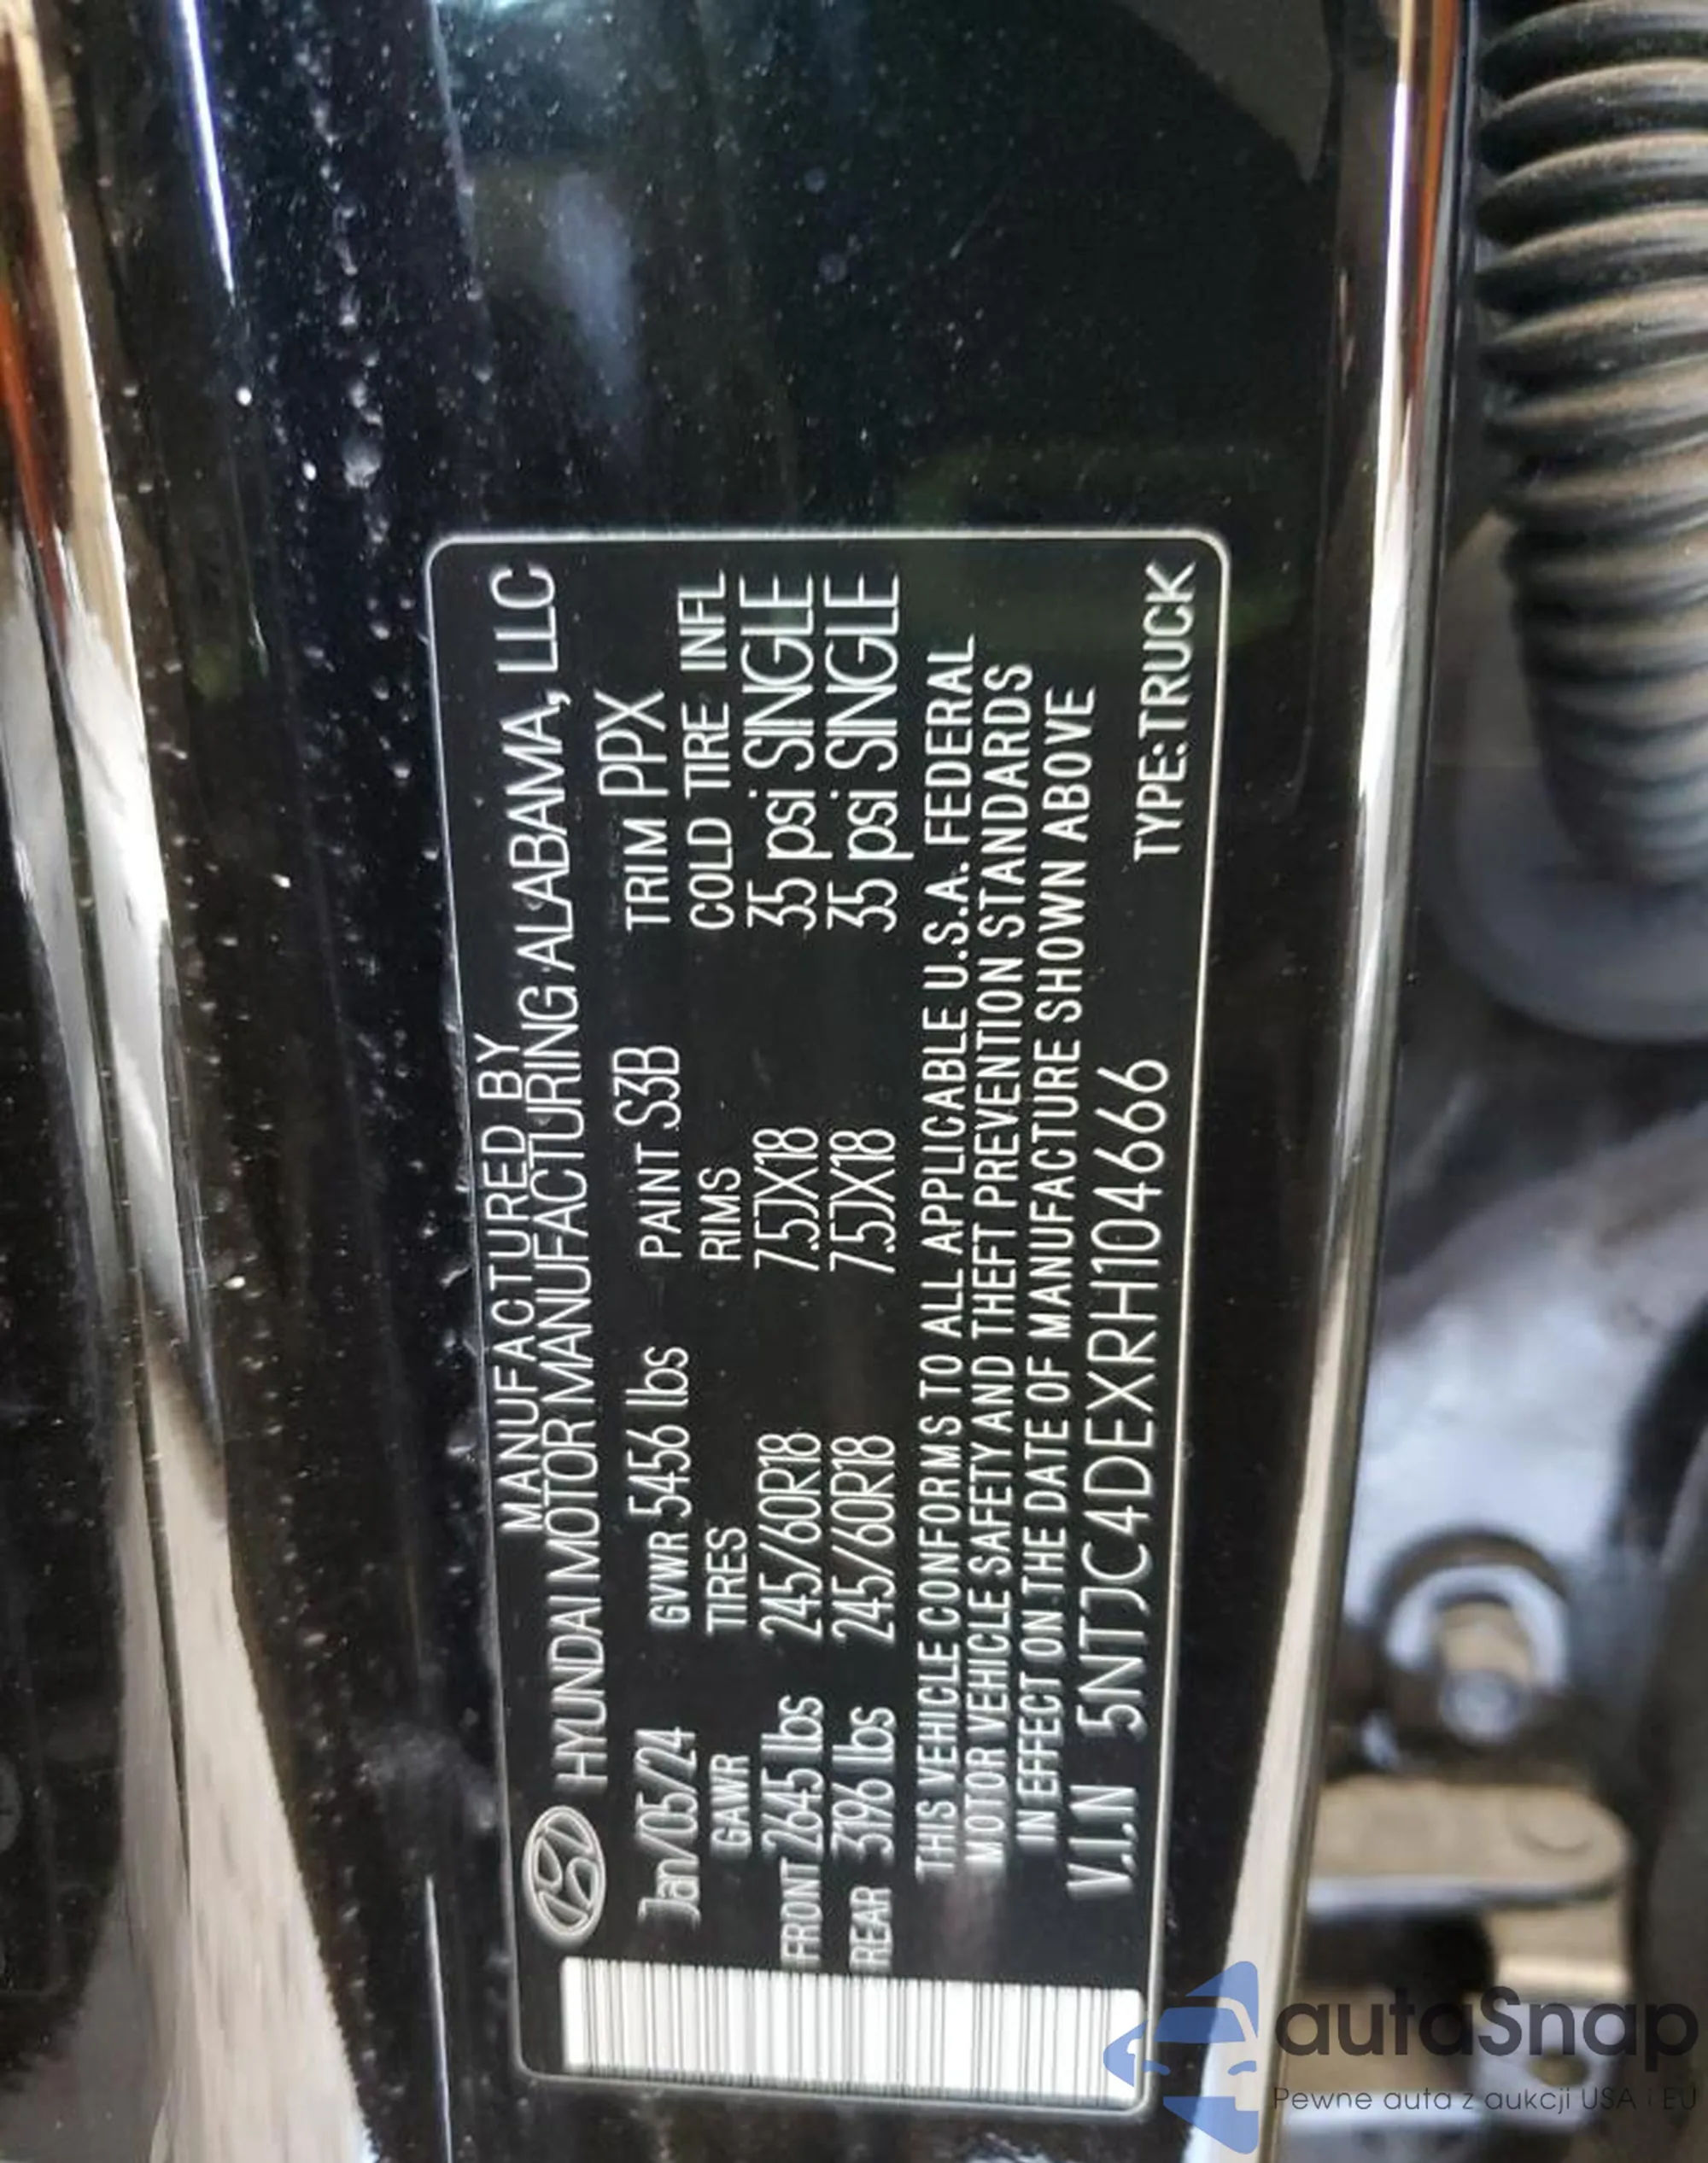 MANUFACTURED BY
HYUNDAI MOTOR MANUFACTURING ALABAMA, LLC
Jan/05/24 GVWR 5456 lbs PAINT S3B TRIM PPX
GAWR TIRES RIMS COLD TIRE INFL
FRONT 2645 lbs 245/60R18 7.5JX18 35 psi SINGLE
REAR 3196 lbs 245/60R18 7.5JX18 35 psi SINGLE
THIS VEHICLE CONFORMS TO ALL APPLICABLE U.S.A. FEDERAL
MOTOR VEHICLE SAFETY AND THEFT PREVENTION STANDARDS
IN EFFECT ON THE DATE OF MANUFACTURE SHOWN ABOVE
V.I.N 5NTJC4DEXRH104666 TYPE:TRUCK
autaSnap
Pewne auta z aukcji USA i EU